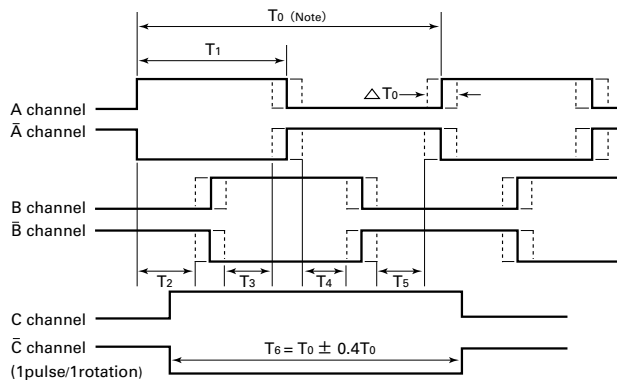 T0 (Note)
T1
△T0
A channel
Ā channel
B channel
B̄ channel
T2
T3
T4
T5
C channel
T6 = T0 ± 0.4T0
C̄ channel
(1pulse/1rotation)